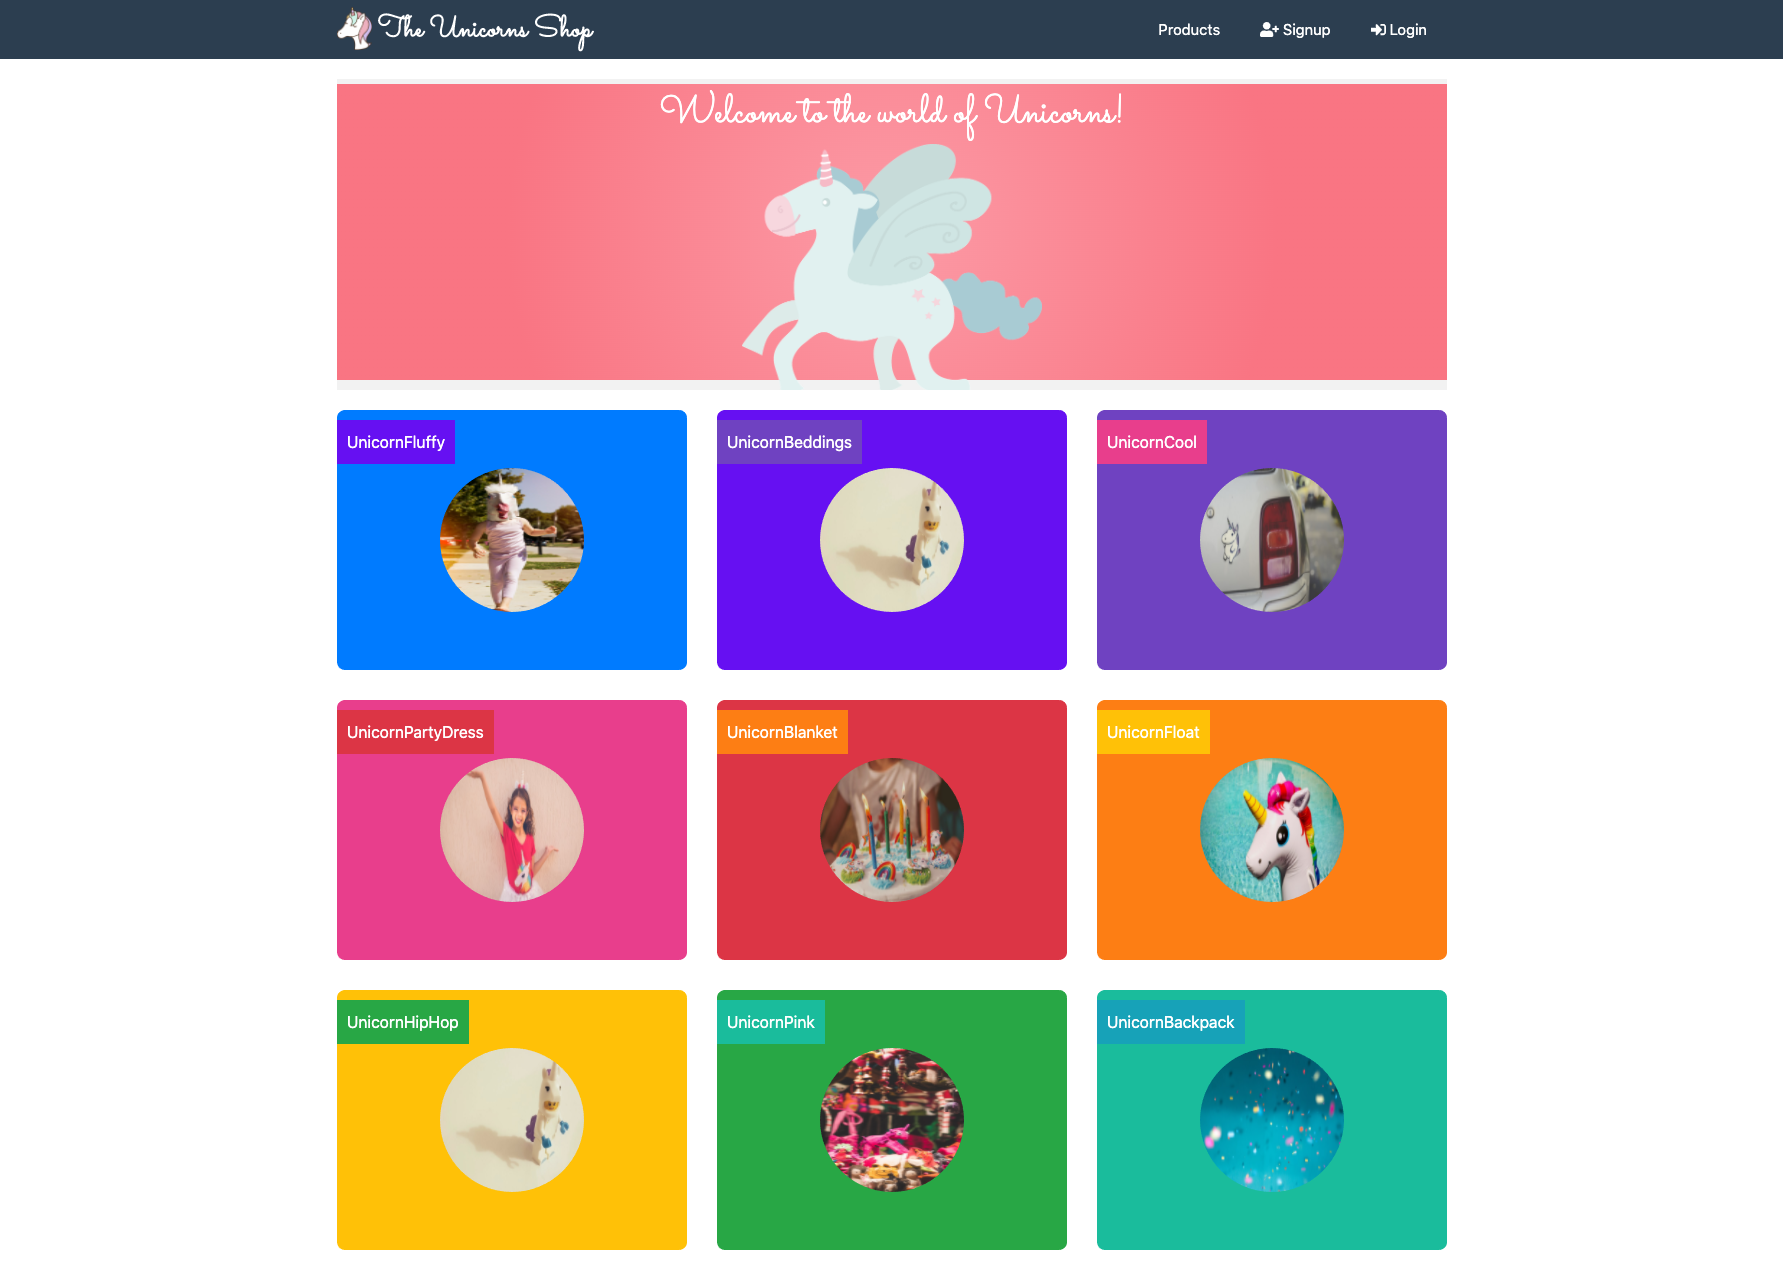 The Unicorns Shop
Products Signup Login
Welcome to the world of Unicorns!
UnicornFluffy UnicornBeddings UnicornCool
UnicornPartyDress UnicornBlanket UnicornFloat
UnicornHipHop UnicornPink UnicornBackpack